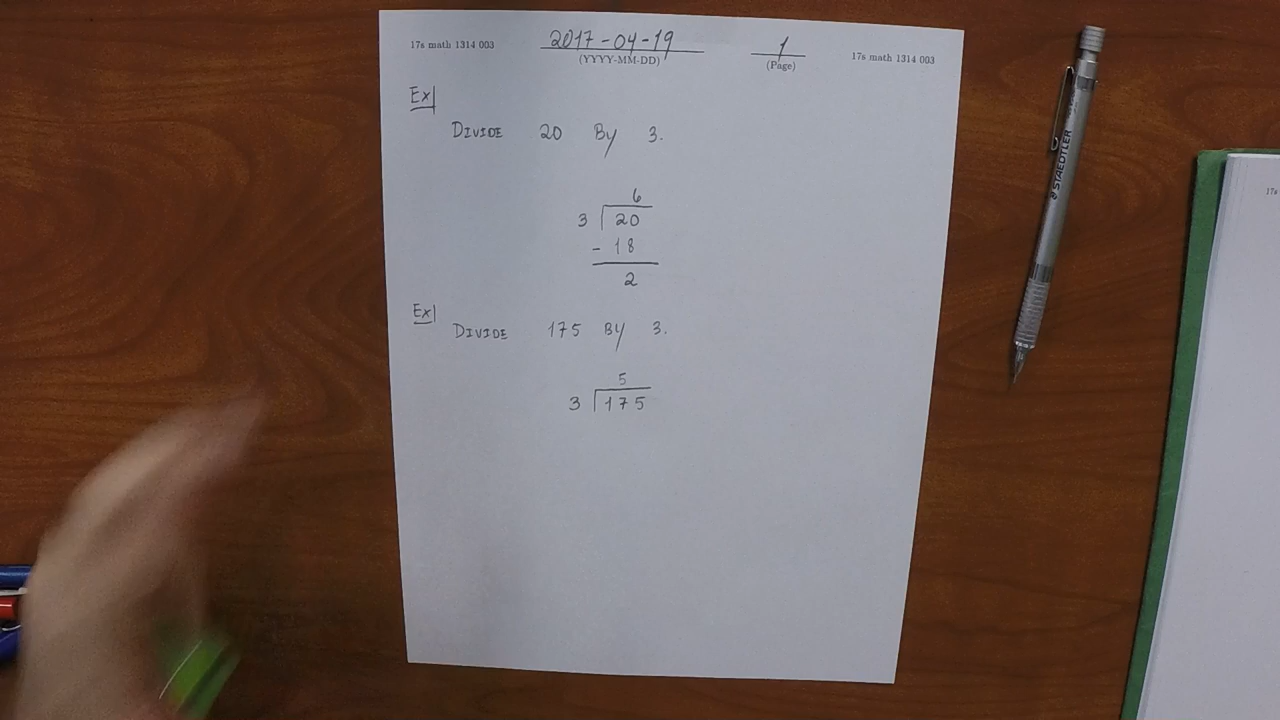 17s math 1314 003 2017-04-19 1 17s math 1314 003
(YYYY-MM-DD) (Page)
Ex|
DIVIDE 20 By 3.
6
3 20
- 18
2
Ex|
DIVIDE 175 By 3.
5
3 175
STAEDTLER
17s